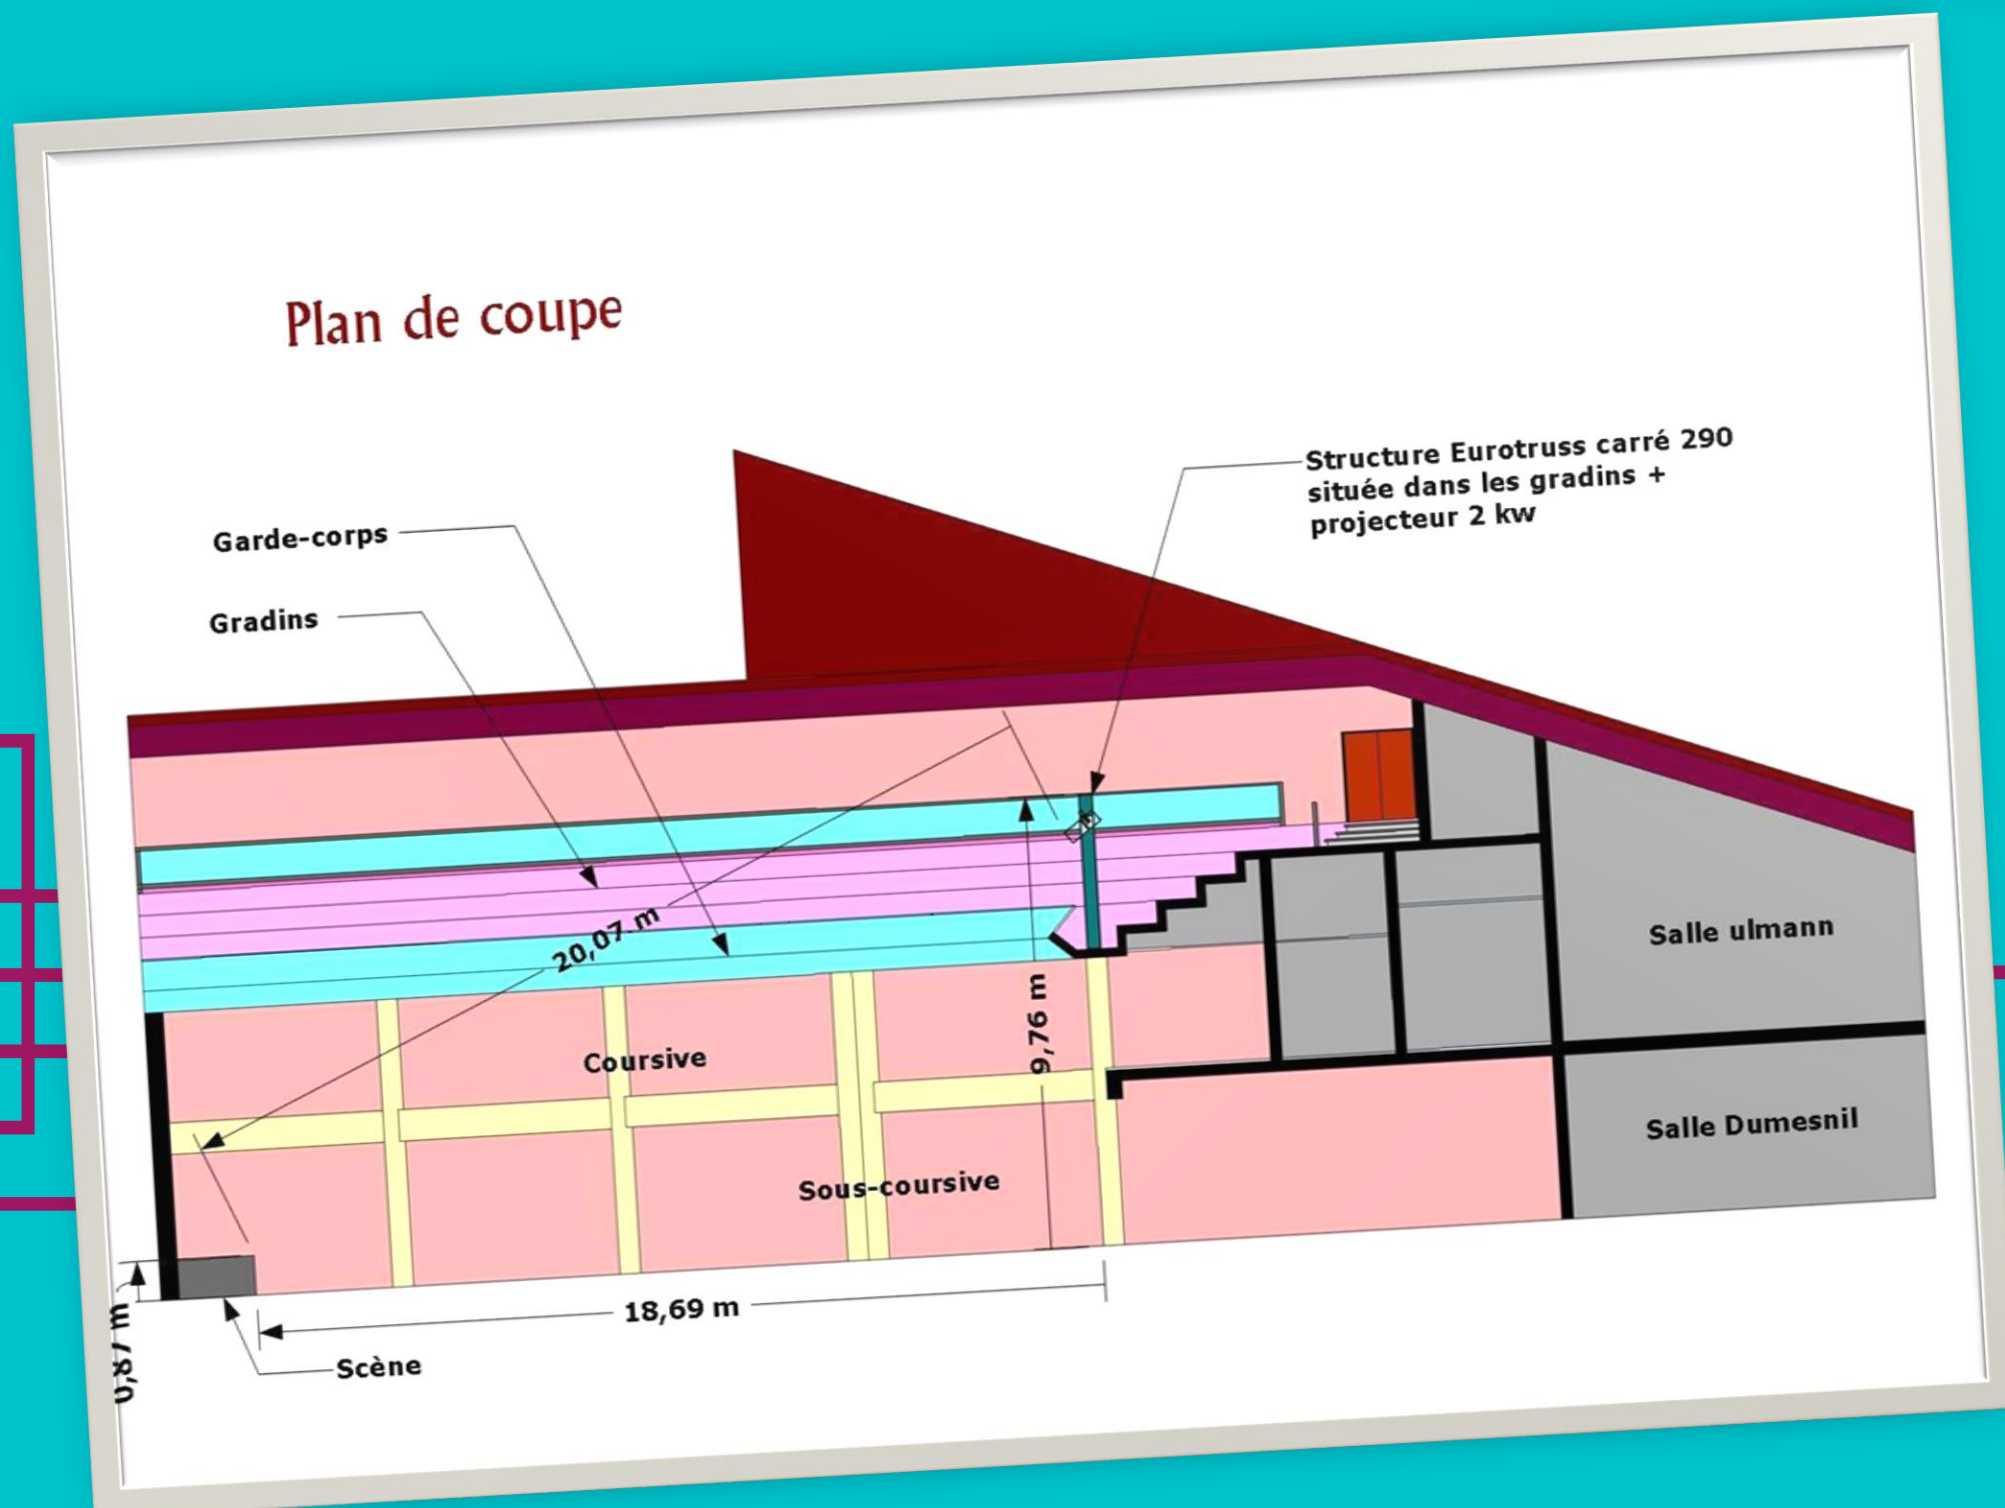 Plan de coupe
Structure Eurotruss carré 290
située dans les gradins +
projecteur 2 kw
Garde-corps
Gradins
20,07 m
Salle ulmann
9,76 m
Coursive
Salle Dumesnil
Sous-coursive
18,69 m
0,87 m
Scène